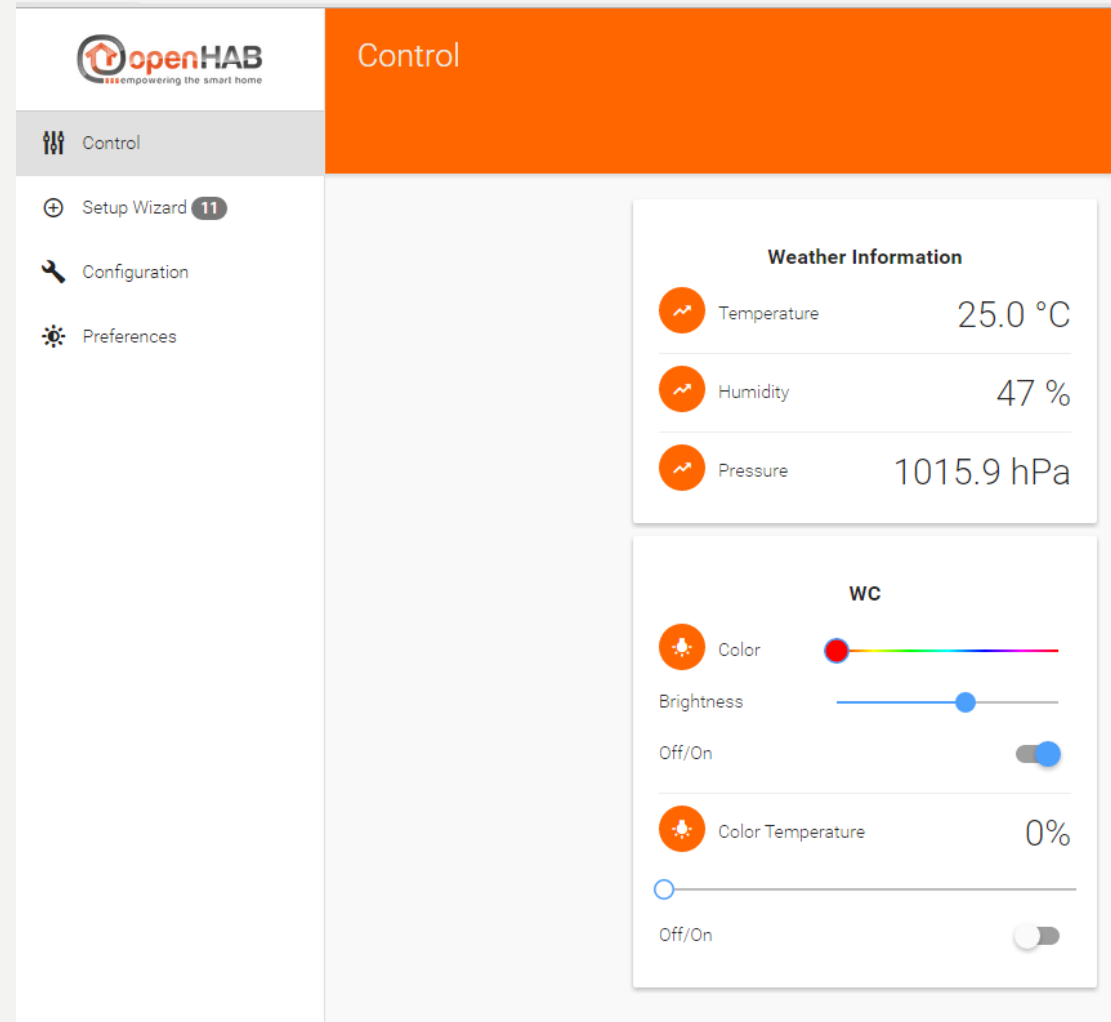 openHAB
empowering the smart home
Control
Control
Setup Wizard 11
Configuration
Preferences
Weather Information
Temperature 25.0 °C
Humidity 47 %
Pressure 1015.9 hPa
WC
Color
Brightness
Off/On
Color Temperature 0%
Off/On